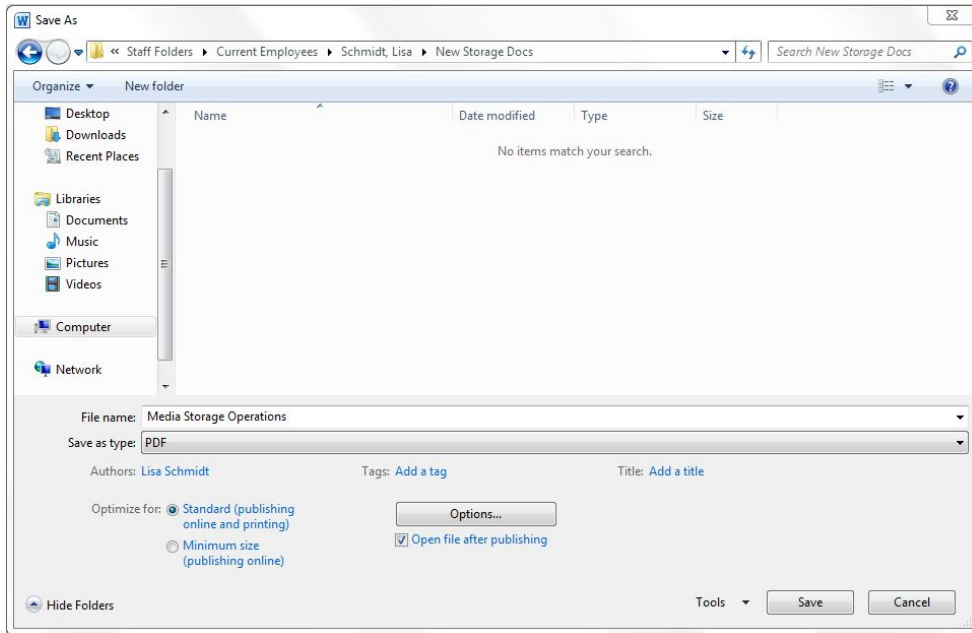 Save As
« Staff Folders ▸ Current Employees ▸ Schmidt, Lisa ▸ New Storage Docs
Search New Storage Docs
Organize New folder
Name Date modified Type Size
No items match your search.
Desktop
Downloads
Recent Places
Libraries
Documents
Music
Pictures
Videos
Computer
Network
File name: Media Storage Operations
Save as type: PDF
Authors: Lisa Schmidt Tags: Add a tag Title: Add a title
Optimize for: Standard (publishing
online and printing)
Minimum size
(publishing online)
Options...
Open file after publishing
Hide Folders Tools Save Cancel